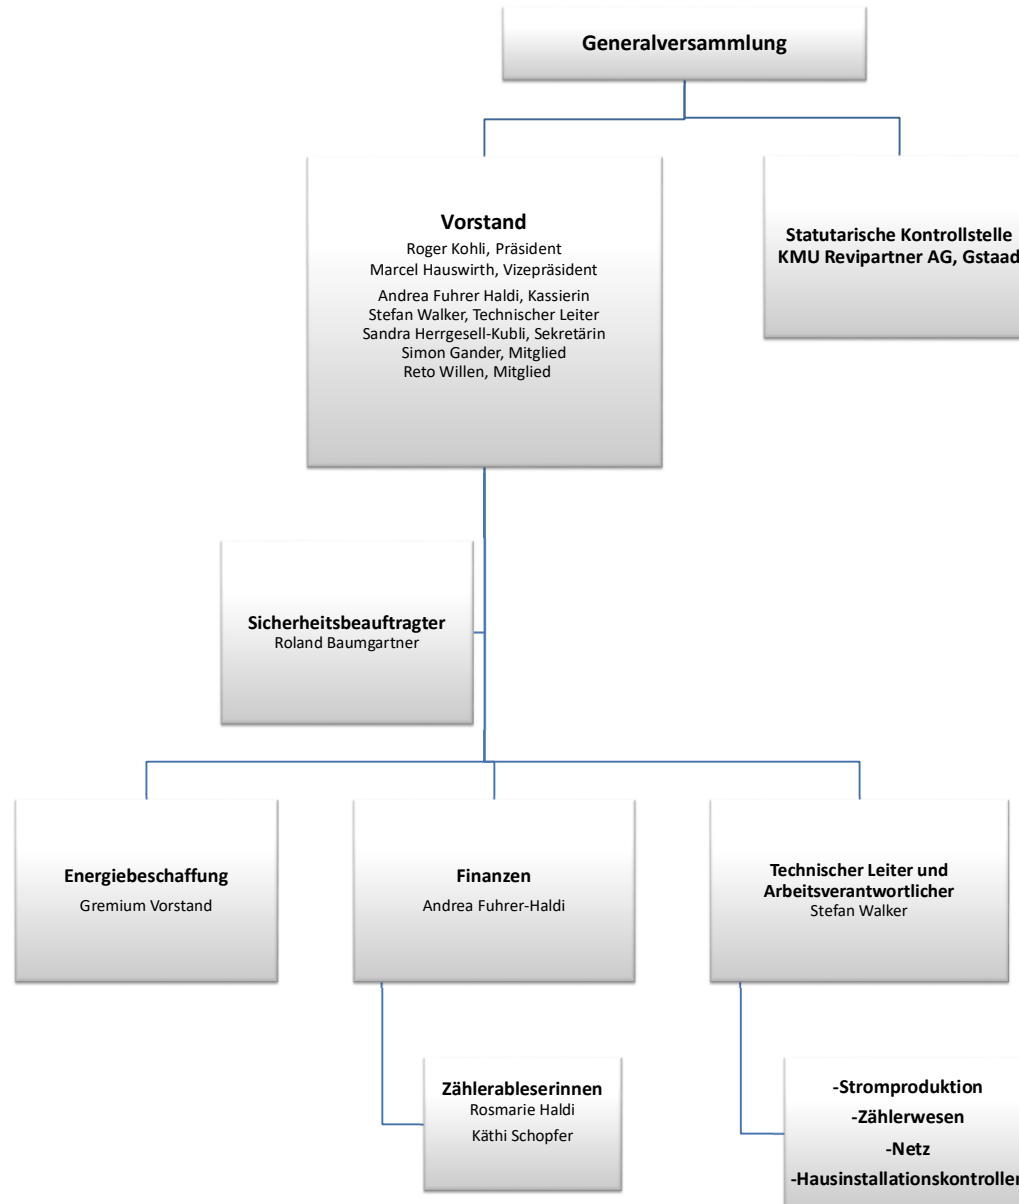 Generalversammlung
Vorstand
Roger Kohli, Präsident
Marcel Hauswirth, Vizepräsident
Andrea Fuhrer Haldi, Kassierin
Stefan Walker, Technischer Leiter
Sandra Herrgesell-Kubli, Sekretärin
Simon Gander, Mitglied
Reto Willen, Mitglied
Statutarische Kontrollstelle
KMU Revipartner AG, Gstaad
Sicherheitsbeauftragter
Roland Baumgartner
Energiebeschaffung
Gremium Vorstand
Finanzen
Andrea Fuhrer-Haldi
Technischer Leiter und
Arbeitsverantwortlicher
Stefan Walker
Zählerableserinnen
Rosmarie Haldi
Käthi Schopfer
-Stromproduktion
-Zählerwesen
-Netz
-Hausinstallationskontrollen